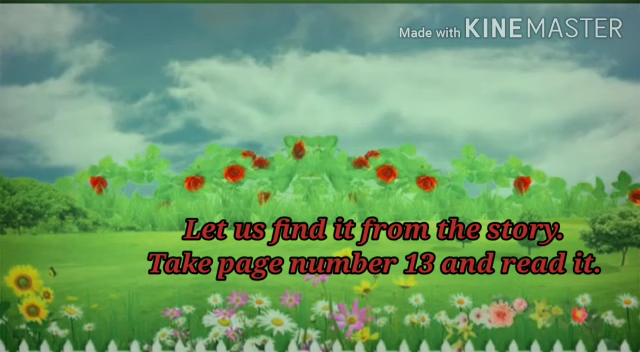 Made with KINEMASTER
Let us find it from the story.
Take page number 13 and read it.